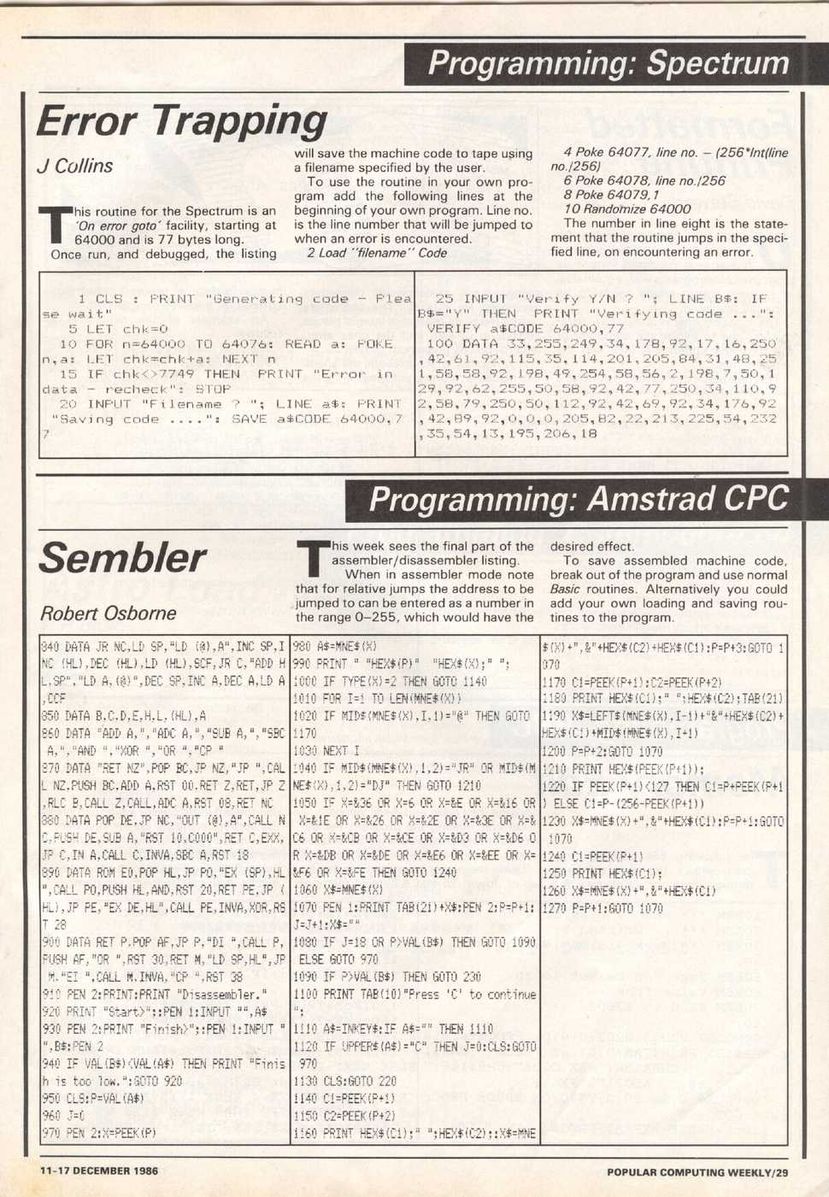 Programming: Spectrum
Error Trapping
J Collins
This routine for the Spectrum is an
'On error goto' facility, starting at
64000 and is 77 bytes long.
Once run, and debugged, the listing
will save the machine code to tape using
a filename specified by the user.
To use the routine in your own pro-
gram add the following lines at the
beginning of your own program. Line no.
is the line number that will be jumped to
when an error is encountered.
2 Load "filename" Code
4 Poke 64077, line no. – (256*Int(line
no./256)
6 Poke 64078, line no./256
8 Poke 64079,1
10 Randomize 64000
The number in line eight is the state-
ment that the routine jumps in the speci-
fied line, on encountering an error.
1 CLS : PRINT "Generating code - Plea
se wait"
5 LET chk=0
10 FOR n=64000 TO 64076: READ a: POKE
n,a: LET chk=chk+a: NEXT n
15 IF chk<>7749 THEN PRINT "Error in
data - recheck": STOP
20 INPUT "Filename ? "; LINE a$: PRINT
"Saving code ....": SAVE a$CODE 64000,7
7
25 INPUT "Verify Y/N ? "; LINE B$: IF
B$="Y" THEN PRINT "Verifying code ...":
VERIFY a$CODE 64000,77
100 DATA 33,255,249,34,178,92,17,16,250
,42,61,92,115,35,114,201,205,84,31,48,25
1,58,58,92,198,49,254,58,56,2,198,7,50,1
29,92,62,255,50,58,92,42,77,250,34,110,9
2,58,79,250,50,112,92,42,69,92,34,176,92
,42,89,92,0,0,0,205,82,22,213,225,54,232
,35,54,13,195,206,18
Programming: Amstrad CPC
Sembler
Robert Osborne
This week sees the final part of the
assembler/disassembler listing.
When in assembler mode note
that for relative jumps the address to be
jumped to can be entered as a number in
the range 0–255, which would have the
desired effect.
To save assembled machine code,
break out of the program and use normal
Basic routines. Alternatively you could
add your own loading and saving rou-
tines to the program.
840 DATA JR NC,LD SP,"LD (@),A",INC SP,I
NC (HL),DEC (HL),LD (HL),SCF,JR C,"ADD H
L,SP","LD A,(@)",DEC SP,INC A,DEC A,LD A
,CCF
850 DATA B,C,D,E,H,L,(HL),A
860 DATA "ADD A,","ADC A,","SUB A,","SBC
A,","AND ","XOR ","OR ","CP "
870 DATA "RET NZ",POP BC,JP NZ,"JP ",CAL
L NZ,PUSH BC,ADD A,RST 00,RET Z,RET,JP Z
,RLC B,CALL Z,CALL,ADC A,RST 08,RET NC
880 DATA POP DE,JP NC,"OUT (@),A",CALL N
C,PUSH DE,SUB A,"RST 10,C000",RET C,EXX,
JP C,IN A,CALL C,INVA,SBC A,RST 18
890 DATA ROM E0,POP HL,JP PO,"EX (SP),HL
",CALL PO,PUSH HL,AND,RST 20,RET PE,JP (
HL),JP PE,"EX DE,HL",CALL PE,INVA,XOR,RS
T 28
900 DATA RET P,POP AF,JP P,"DI ",CALL P,
PUSH AF,"OR ",RST 30,RET M,"LD SP,HL",JP
M,"EI ",CALL M,INVA,"CP ",RST 38
910 PEN 2:PRINT:PRINT "Disassembler."
920 PRINT "Start>";:PEN 1:INPUT "",A$
930 PEN 2:PRINT "Finish>";:PEN 1:INPUT "
",B$:PEN 2
940 IF VAL(B$)<VAL(A$) THEN PRINT "Finis
h is too low.":GOTO 920
950 CLS:P=VAL(A$)
960 J=0
970 PEN 2:X=PEEK(P)
980 A$=MNE$(X)
990 PRINT " "HEX$(P)" "HEX$(X);" ";
1000 IF TYPE(X)=2 THEN GOTO 1140
1010 FOR I=1 TO LEN(MNE$(X))
1020 IF MID$(MNE$(X),I,1)="@" THEN GOTO
1170
1030 NEXT I
1040 IF MID$(MNE$(X),1,2)="JR" OR MID$(M
NE$(X),1,2)="DJ" THEN GOTO 1210
1050 IF X=&36 OR X=6 OR X=&E OR X=&16 OR
X=&1E OR X=&26 OR X=&2E OR X=&3E OR X=&
C6 OR X=&CB OR X=&CE OR X=&D3 OR X=&D6 O
R X=&DB OR X=&DE OR X=&E6 OR X=&EE OR X=
&F6 OR X=&FE THEN GOTO 1240
1060 X$=MNE$(X)
1070 PEN 1:PRINT TAB(21)+X$:PEN 2:P=P+1:
J=J+1:X$=""
1080 IF J=18 OR P>VAL(B$) THEN GOTO 1090
ELSE GOTO 970
1090 IF P>VAL(B$) THEN GOTO 230
1100 PRINT TAB(10)"Press 'C' to continue
";
1110 A$=INKEY$:IF A$="" THEN 1110
1120 IF UPPER$(A$)="C" THEN J=0:CLS:GOTO
970
1130 CLS:GOTO 220
1140 C1=PEEK(P+1)
1150 C2=PEEK(P+2)
1160 PRINT HEX$(C1);" ";HEX$(C2);:X$=MNE
$(X)+",&"+HEX$(C2)+HEX$(C1):P=P+3:GOTO 1
070
1170 C1=PEEK(P+1):C2=PEEK(P+2)
1180 PRINT HEX$(C1);" ";HEX$(C2);TAB(21)
1190 X$=LEFT$(MNE$(X),I-1)+"&"+HEX$(C2)+
HEX$(C1)+MID$(MNE$(X),I+1)
1200 P=P+2:GOTO 1070
1210 PRINT HEX$(PEEK(P+1));
1220 IF PEEK(P+1)<127 THEN C1=P+PEEK(P+1
) ELSE C1=P-(256-PEEK(P+1))
1230 X$=MNE$(X)+",&"+HEX$(C1):P=P+1:GOTO
1070
1240 C1=PEEK(P+1)
1250 PRINT HEX$(C1);
1260 X$=MNE$(X)+",&"+HEX$(C1)
1270 P=P+1:GOTO 1070
11-17 DECEMBER 1986
POPULAR COMPUTING WEEKLY/29